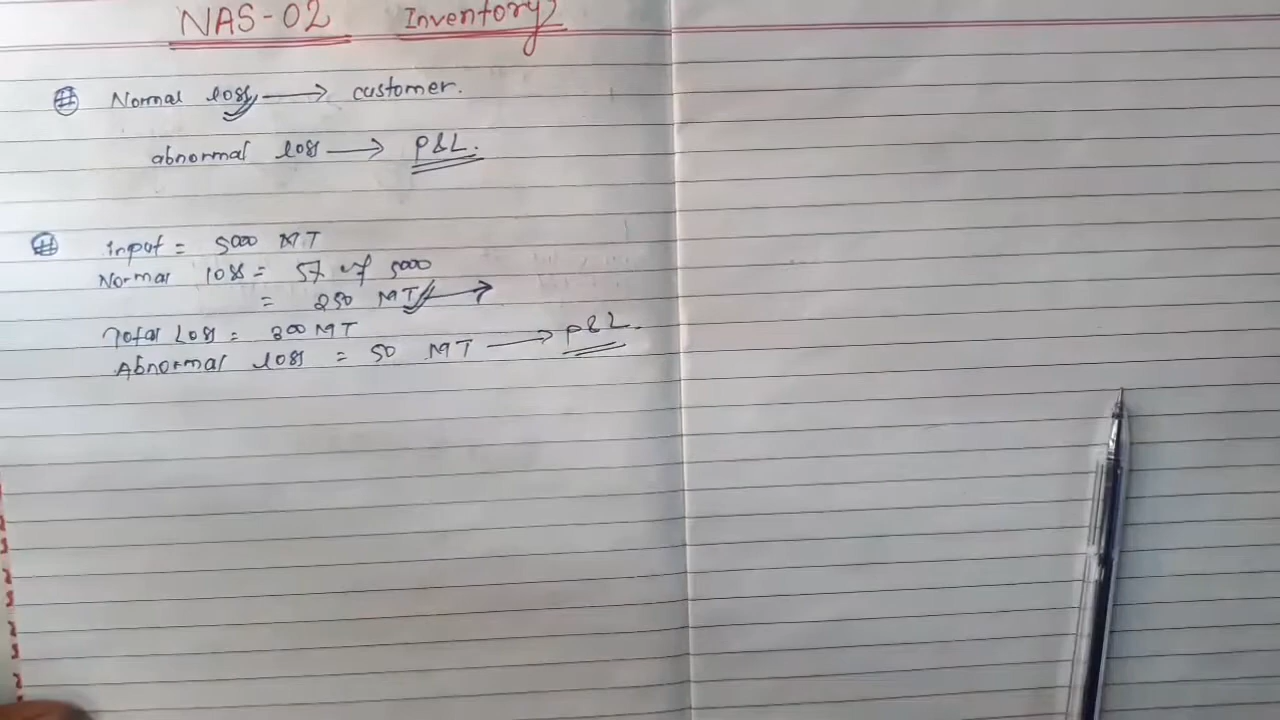 NAS-02 Inventory
# Normal loss → customer.
abnormal loss → P&L.
# input = 5000 MT
Normal loss = 5% of 5000
= 250 MT →
Total Loss = 300 MT
Abnormal loss = 50 MT → P&L.